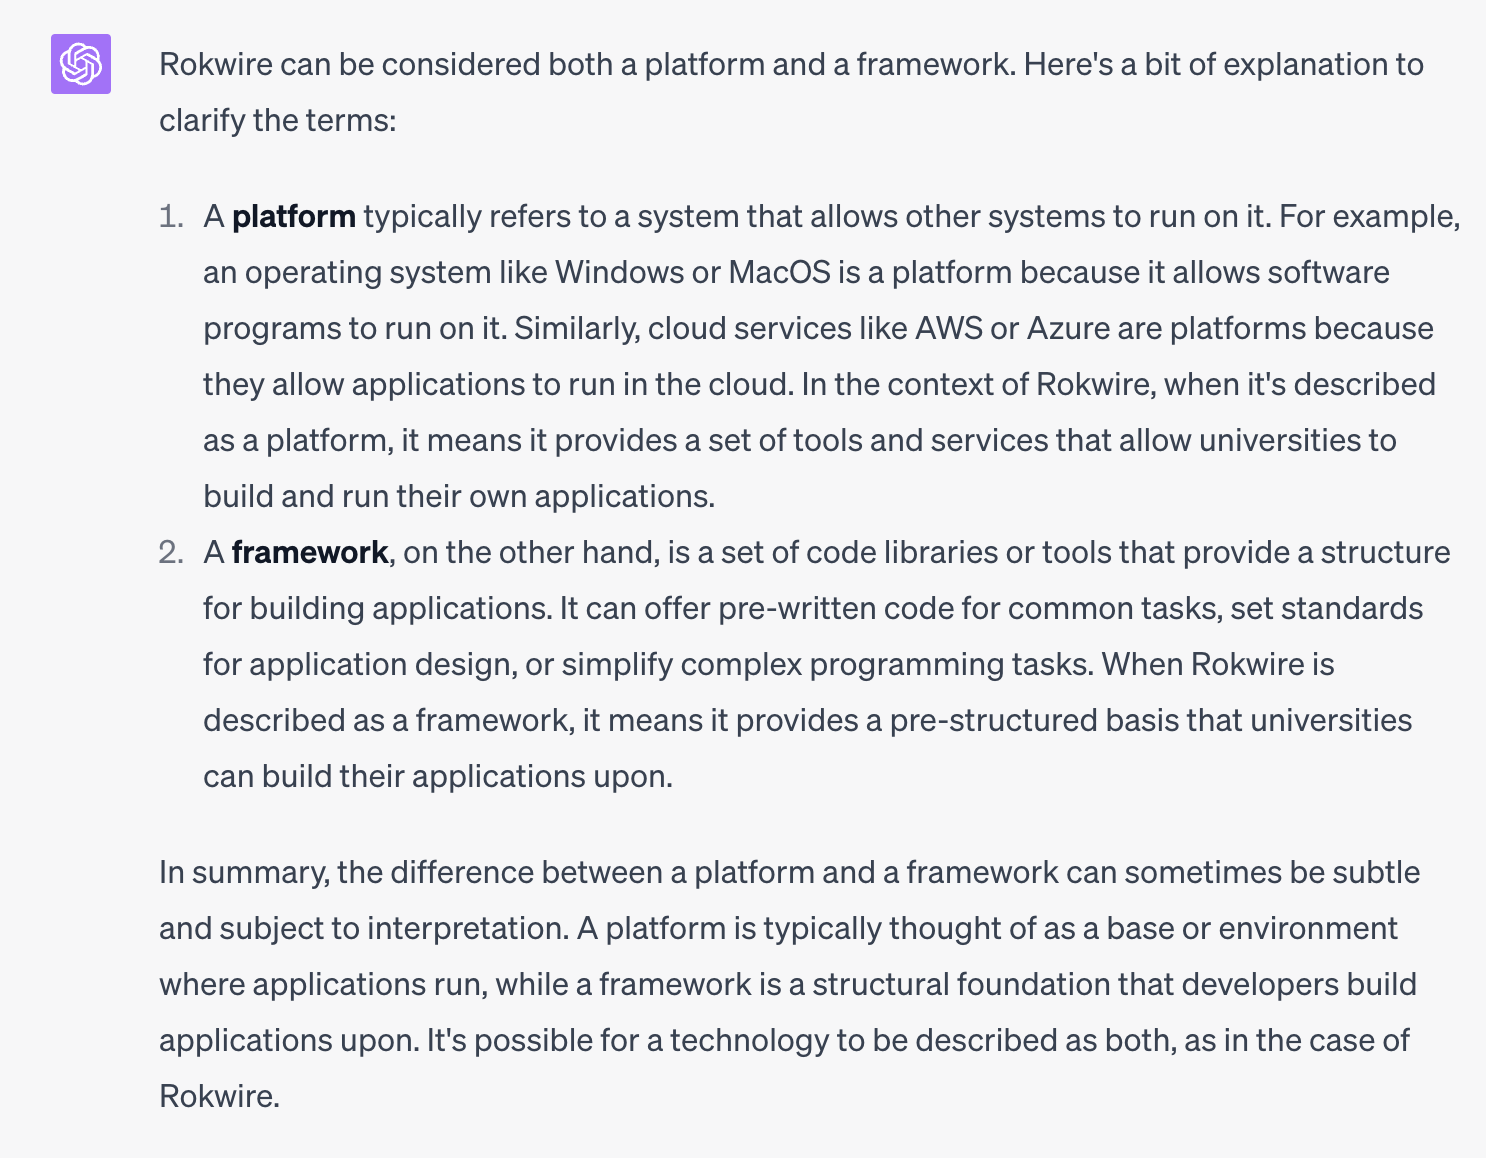 Rokwire can be considered both a platform and a framework. Here's a bit of explanation to
clarify the terms:
1. A platform typically refers to a system that allows other systems to run on it. For example,
an operating system like Windows or MacOS is a platform because it allows software
programs to run on it. Similarly, cloud services like AWS or Azure are platforms because
they allow applications to run in the cloud. In the context of Rokwire, when it's described
as a platform, it means it provides a set of tools and services that allow universities to
build and run their own applications.
2. A framework, on the other hand, is a set of code libraries or tools that provide a structure
for building applications. It can offer pre-written code for common tasks, set standards
for application design, or simplify complex programming tasks. When Rokwire is
described as a framework, it means it provides a pre-structured basis that universities
can build their applications upon.
In summary, the difference between a platform and a framework can sometimes be subtle
and subject to interpretation. A platform is typically thought of as a base or environment
where applications run, while a framework is a structural foundation that developers build
applications upon. It's possible for a technology to be described as both, as in the case of
Rokwire.